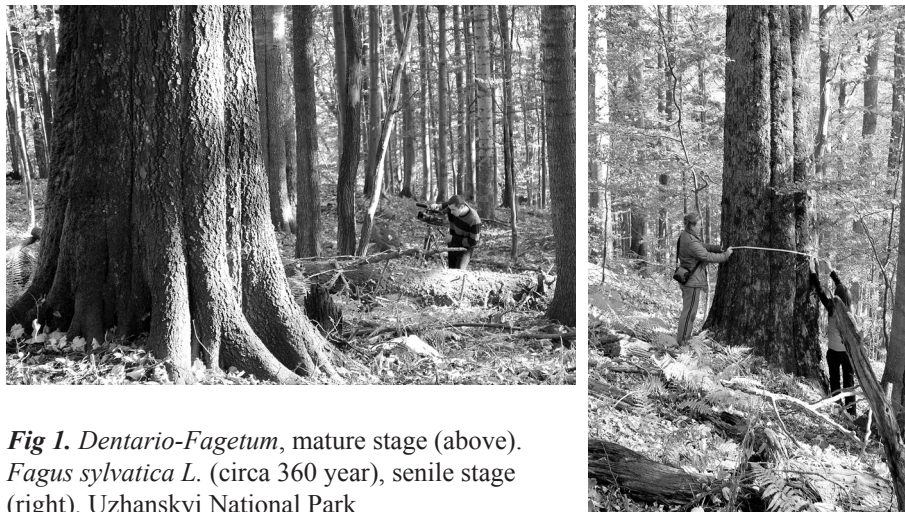 Fig 1. Dentario-Fagetum, mature stage (above).
Fagus sylvatica L. (circa 360 year), senile stage
(right). Uzhanskyi National Park